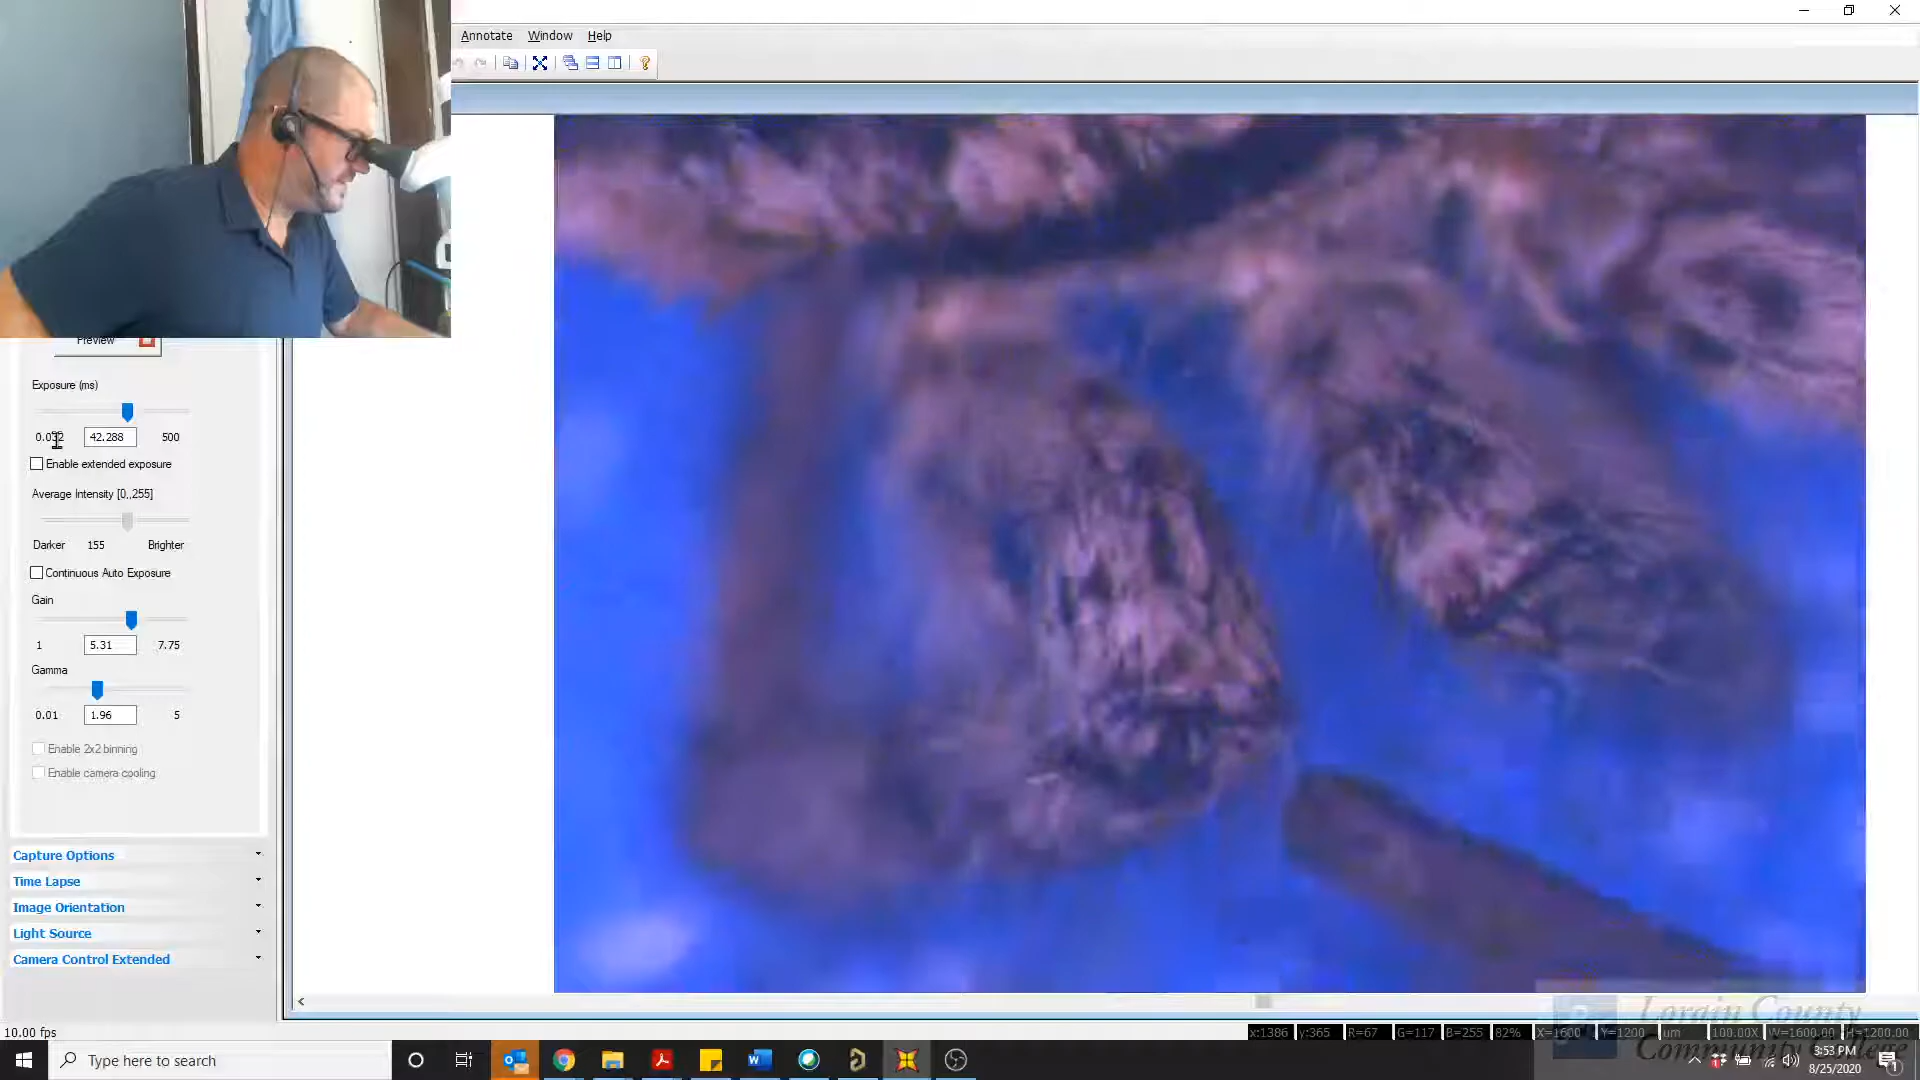 Annotate Window Help
Preview
Exposure (ms)
42.288 500
Enable extended exposure
Average Intensity [0,,255]
Darker 155 Brighter
Continuous Auto Exposure
Gain
1 5.31 7.75
Gamma
0.01 1.96 5
Enable 2x2 binning
Enable camera cooling
Capture Options
Time Lapse
Image Orientation
Light Source
Camera Control Extended
10.00 fps
x:1386 y:365 R=67 G=117 B=255 82% X=1600 Y=1200 um 100.00X W=1600.00 H=1200.00
Lorain County
Community College
Type here to search
3:53 PM
8/25/2020